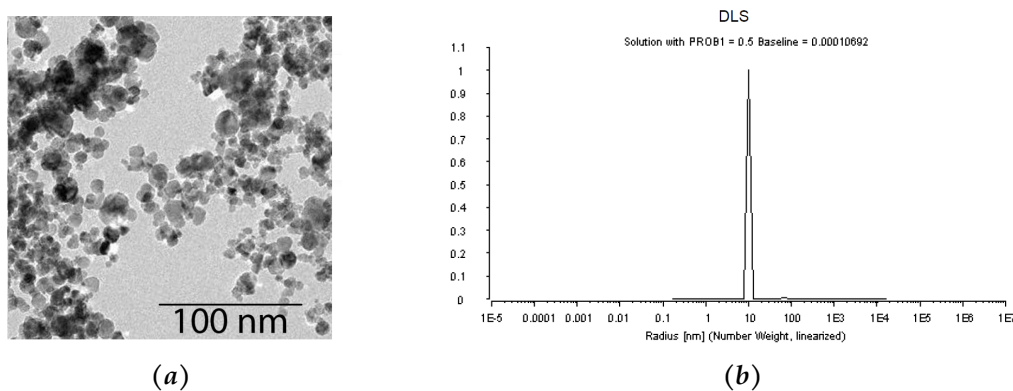 100 nm
(a)
DLS
Solution with PROB1 = 0.5 Baseline = 0.00010692
1.1
1
0.9
0.8
0.7
0.6
0.5
0.4
0.3
0.2
0.1
0
1E-5 0.0001 0.001 0.01 0.1 1 10 100 1E3 1E4 1E5 1E6 1E7
Radius [nm] (Number Weight, linearized)
(b)